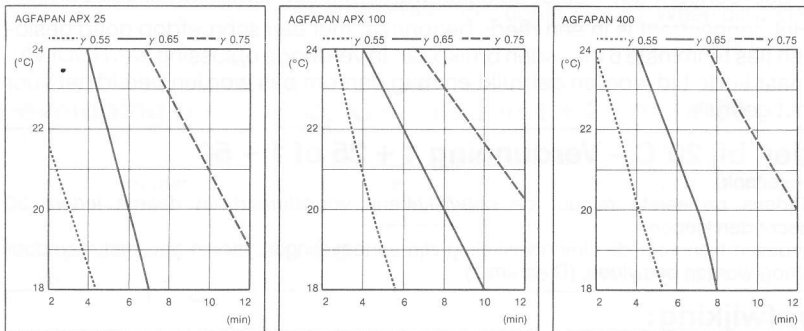 AGFAPAN APX 25
γ 0.55 γ 0.65 γ 0.75
24
(°C)
22
20
18
2 4 6 8 10 12
(min)
AGFAPAN APX 100
γ 0.55 γ 0.65 γ 0.75
24
(°C)
22
20
18
2 4 6 8 10 12
(min)
AGFAPAN 400
γ 0.55 γ 0.65 γ 0.75
24
(°C)
22
20
18
2 4 6 8 10 12
(min)